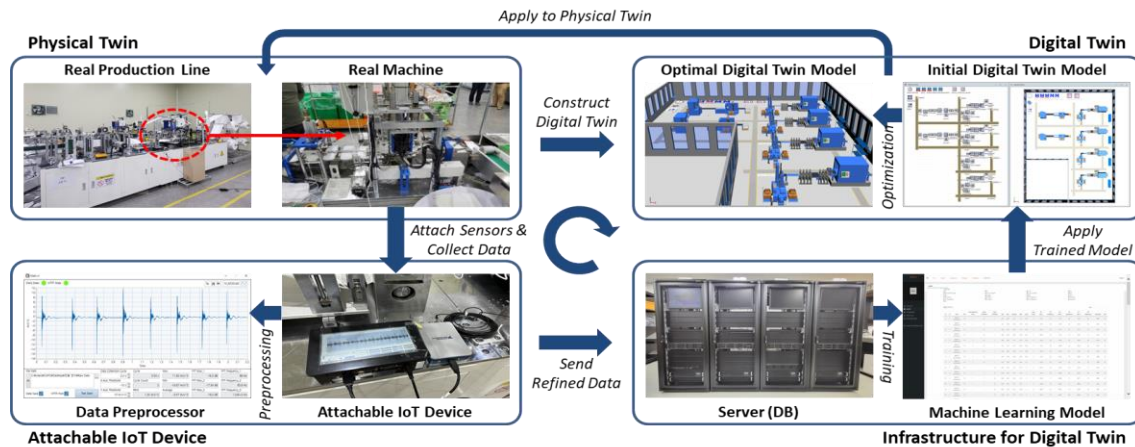 Apply to Physical Twin
Physical Twin
Digital Twin
Real Production Line
Real Machine
Construct
Digital Twin
Optimal Digital Twin Model
Initial Digital Twin Model
Optimization
Attach Sensors &
Collect Data
Apply
Trained Model
Preprocessing
Send
Refined Data
Training
Data Preprocessor
Attachable IoT Device
Server (DB)
Machine Learning Model
Attachable IoT Device
Infrastructure for Digital Twin